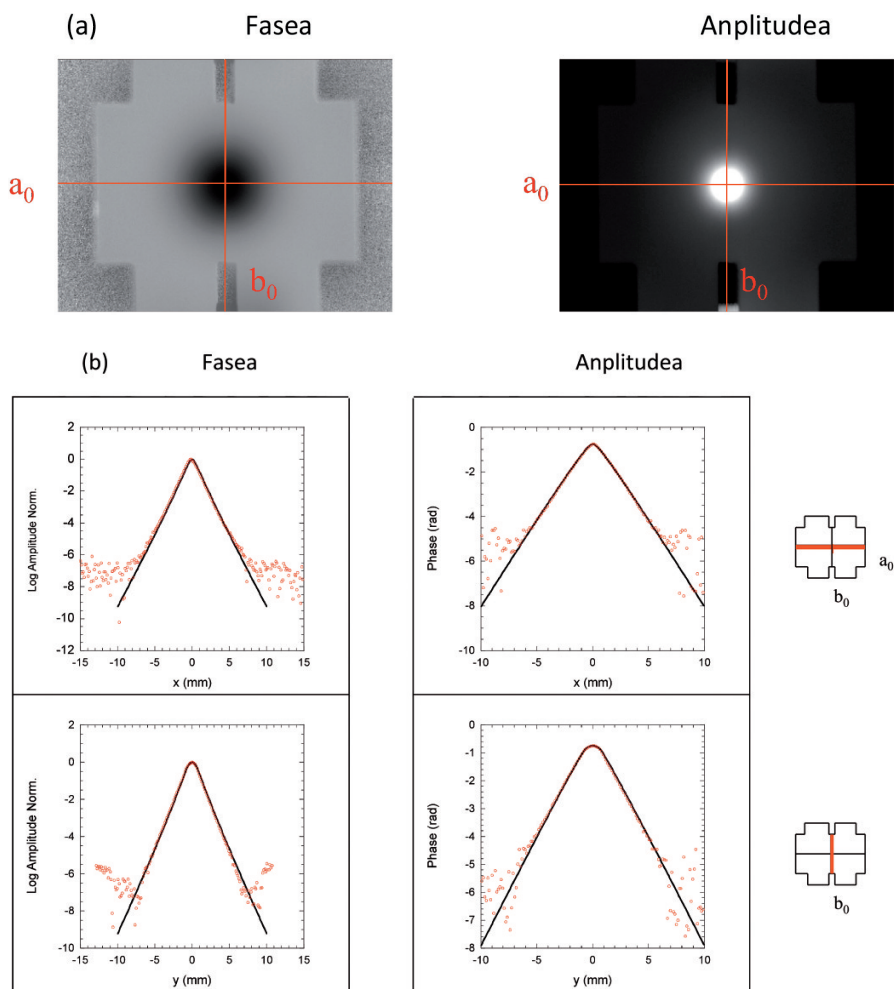 (a) Fasea Anplitudea
a₀
b₀
a₀
b₀
(b) Fasea Anplitudea
Log Amplitude Norm.
2
0
-2
-4
-6
-8
-10
-12
-15 -10 -5 0 5 10 15
x (mm)
Phase (rad)
0
-2
-4
-6
-8
-10
-10 -5 0 5 10
x (mm)
a₀
b₀
Log Amplitude Norm.
2
0
-2
-4
-6
-8
-10
-15 -10 -5 0 5 10 15
y (mm)
Phase (rad)
0
-1
-2
-3
-4
-5
-6
-7
-8
-10 -5 0 5 10
y (mm)
b₀